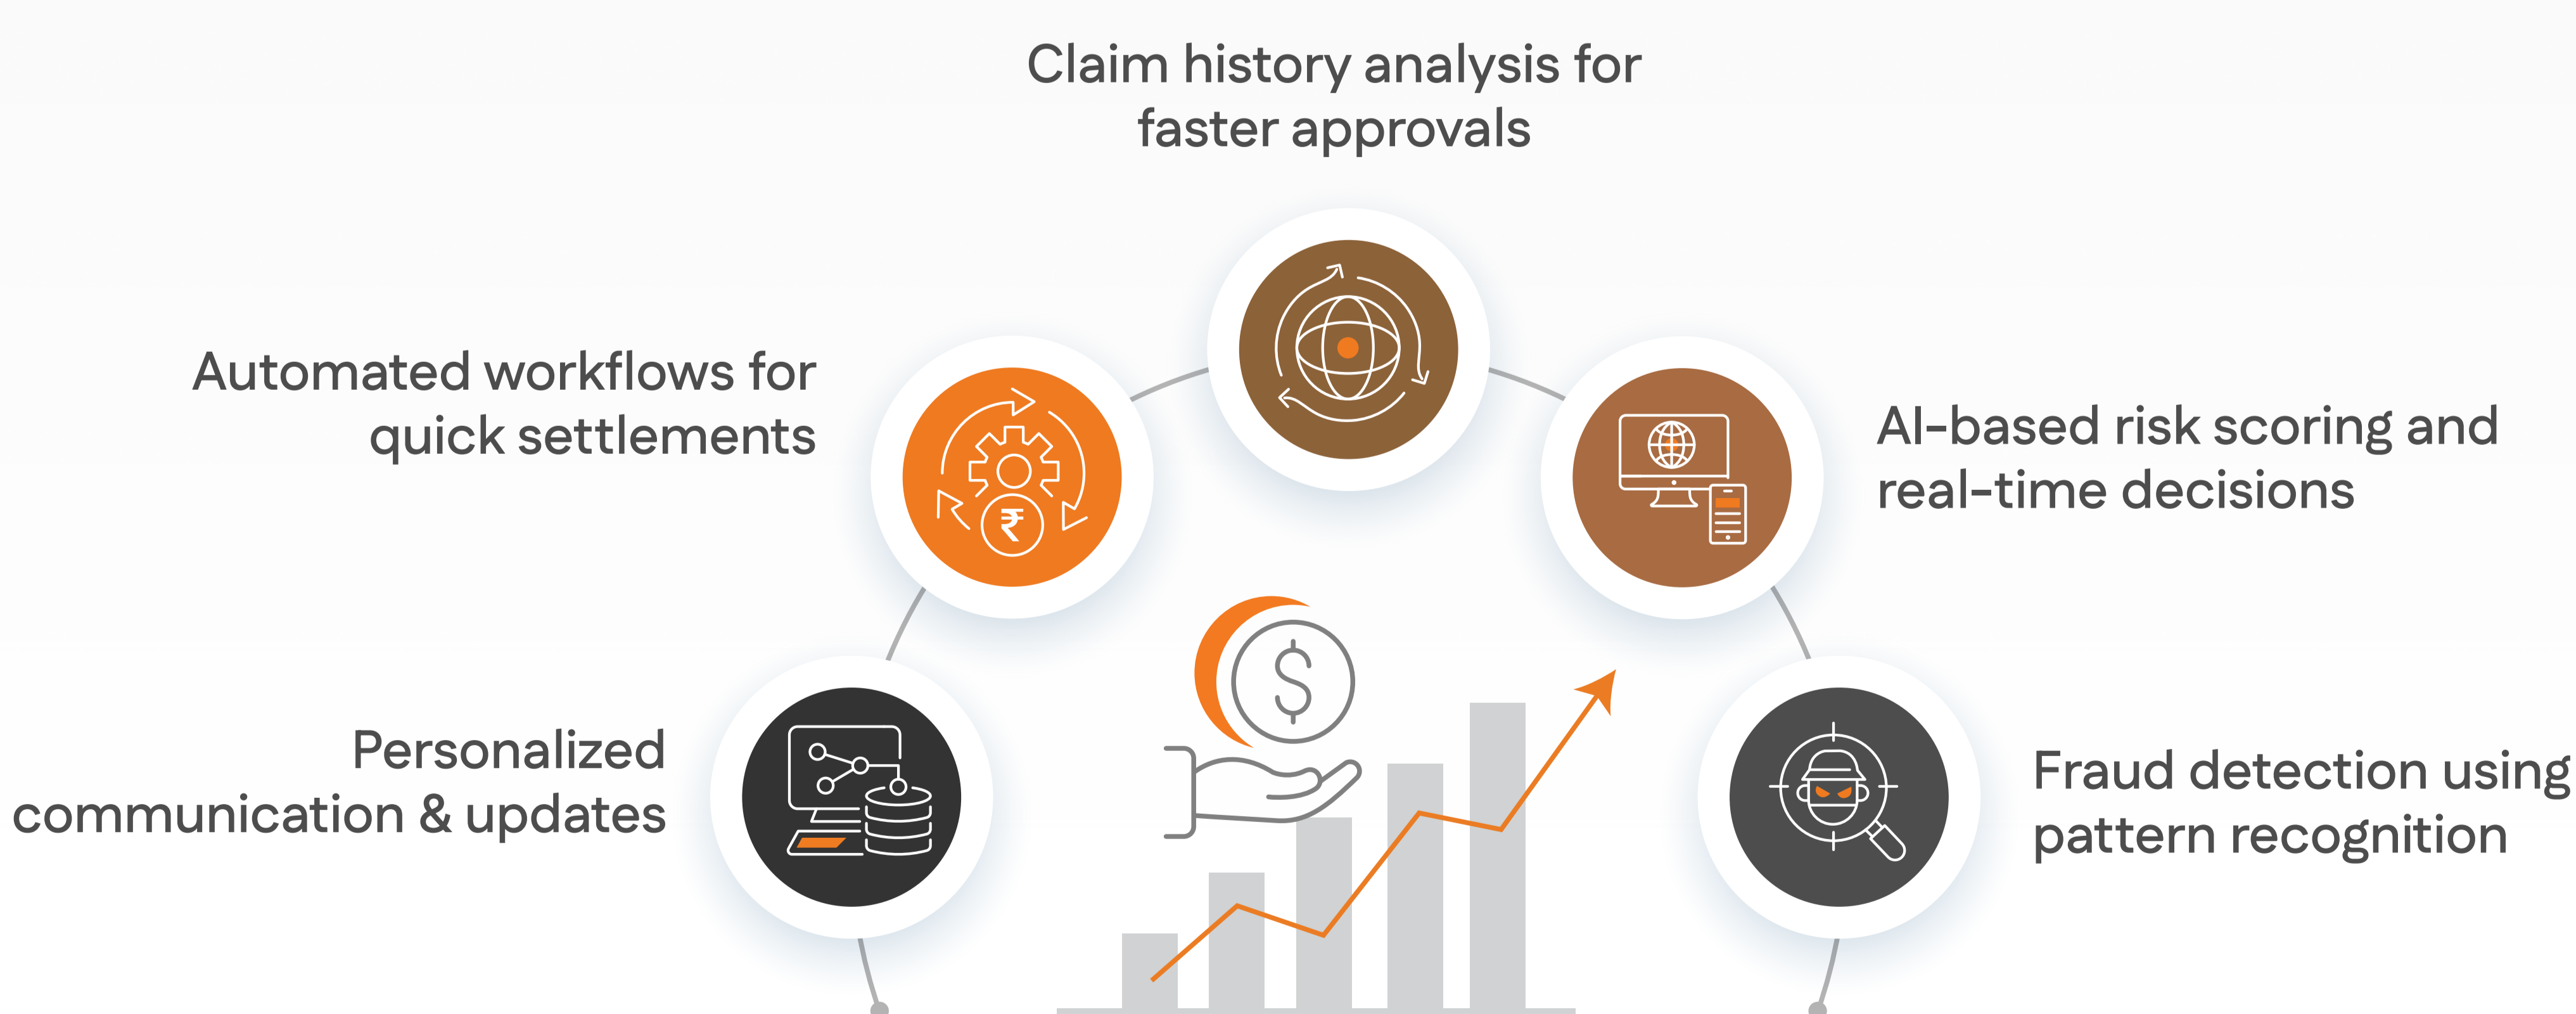 Claim history analysis for
faster approvals
Automated workflows for
quick settlements
₹
AI-based risk scoring and
real-time decisions
$
Personalized
communication & updates
Fraud detection using
pattern recognition